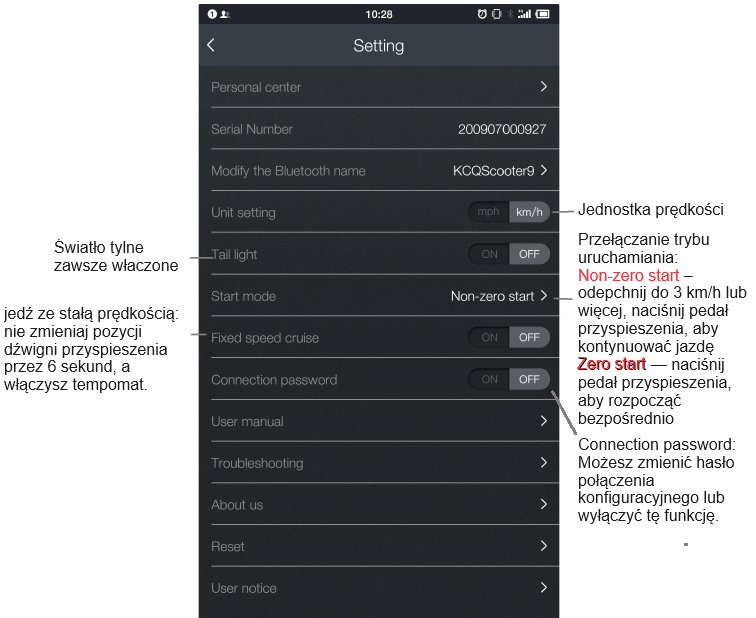 1 10:28
Setting
Personal center
Serial Number 200907000927
Modify the Bluetooth name KCQScooter9
Unit setting mph km/h
Tail light ON OFF
Start mode Non-zero start
Fixed speed cruise ON OFF
Connection password ON OFF
User manual
Troubleshooting
About us
Reset
User notice
Światło tylne
zawsze właczone
jedź ze stałą prędkością:
nie zmieniaj pozycji
dźwigni przyspieszenia
przez 6 sekund, a
włączysz tempomat.
Jednostka prędkości
Przełączanie trybu
uruchamiania:
Non-zero start –
odepchnij do 3 km/h lub
więcej, naciśnij pedał
przyspieszenia, aby
kontynuować jazdę
Zero start — naciśnij
pedał przyspieszenia,
aby rozpocząć
bezpośrednio
Connection password:
Możesz zmienić hasło
połączenia
konfiguracyjnego lub
wyłączyć tę funkcję.